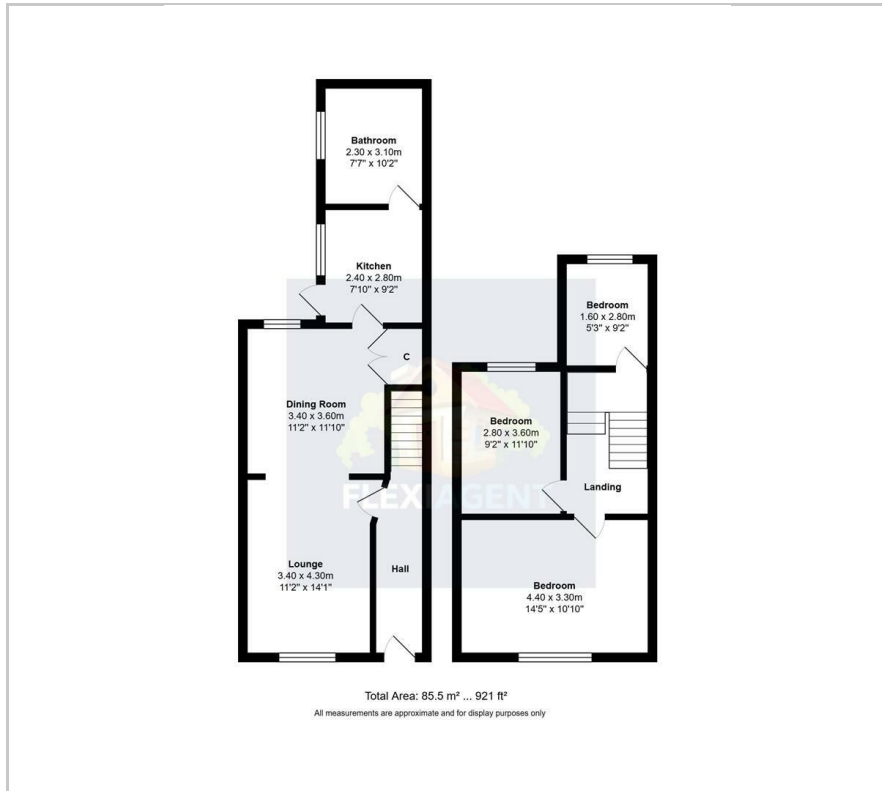 Bathroom
2.30 x 3.10m
7'7" x 10'2"
Kitchen
2.40 x 2.80m
7'10" x 9'2"
C
Dining Room
3.40 x 3.60m
11'2" x 11'10"
Lounge
3.40 x 4.30m
11'2" x 14'1"
Hall
Bedroom
1.60 x 2.80m
5'3" x 9'2"
Bedroom
2.80 x 3.60m
9'2" x 11'10"
Landing
Bedroom
4.40 x 3.30m
14'5" x 10'10"
FLEXIAGENT
Total Area: 85.5 m² ... 921 ft²
All measurements are approximate and for display purposes only